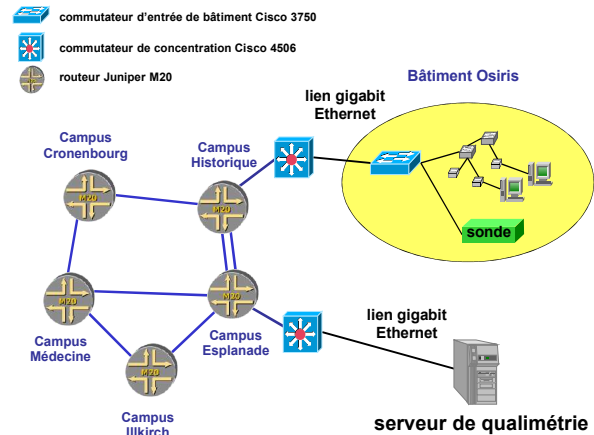 commutateur d'entrée de bâtiment Cisco 3750
commutateur de concentration Cisco 4506
routeur Juniper M20
Bâtiment Osiris
lien gigabit
Ethernet
Campus
Cronenbourg
Campus
Historique
M20
M20
sonde
M20
M20
Campus
Médecine
Campus
Esplanade
lien gigabit
Ethernet
M20
Campus
Illkirch
serveur de qualimétrie